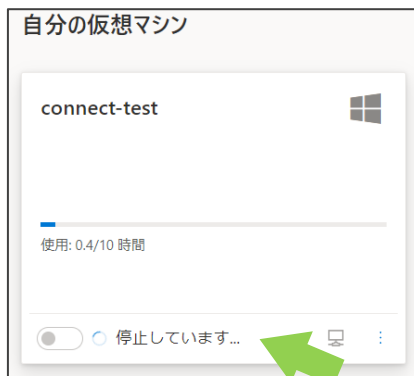 自分の仮想マシン
connect-test
使用: 0.4/10 時間
停止しています...